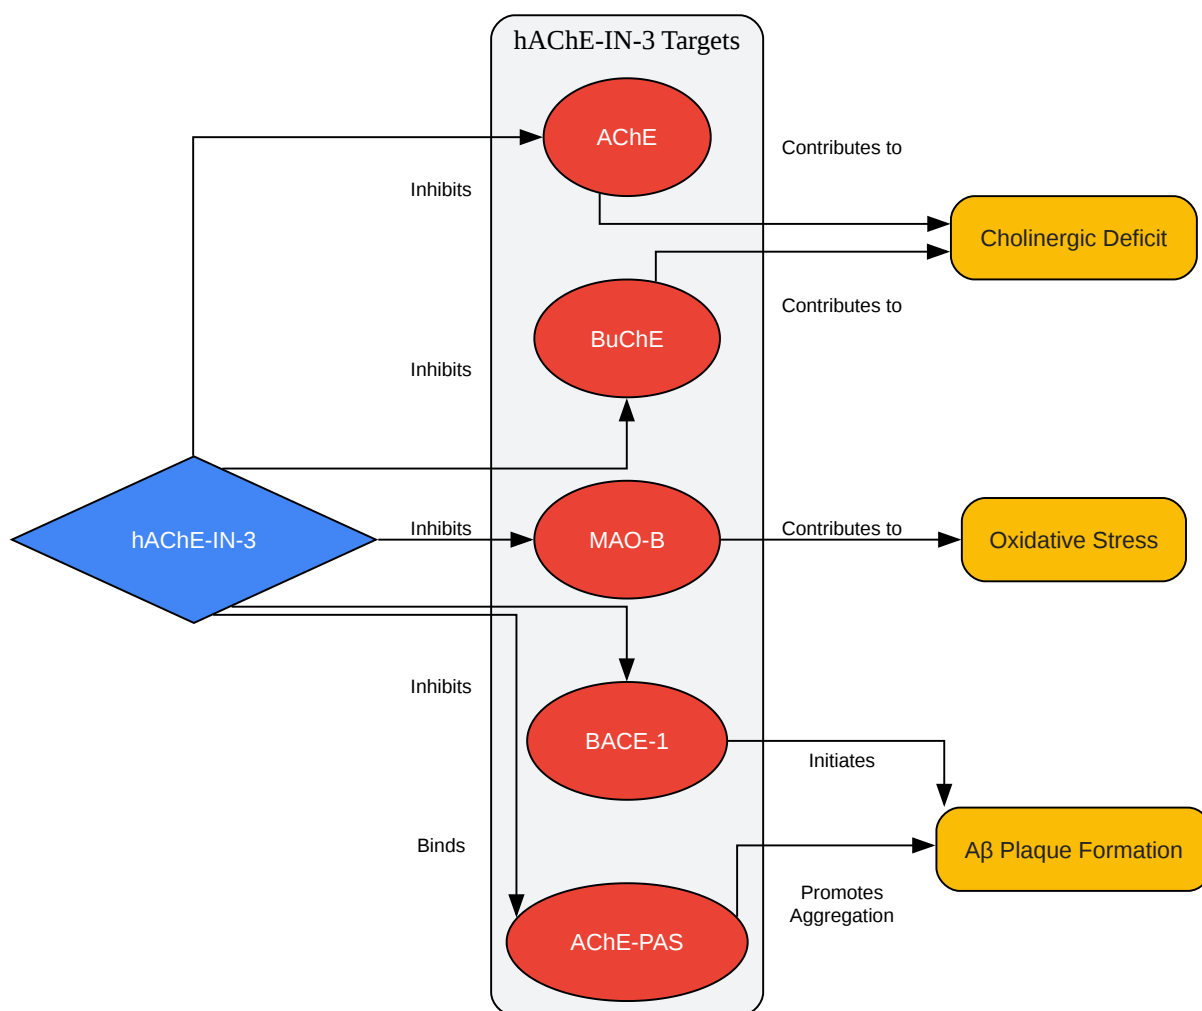 hAChE-IN-3 Targets
AChE
Contributes to
Inhibits
Cholinergic Deficit
Contributes to
BuChE
Inhibits
hAChE-IN-3
Inhibits
MAO-B
Contributes to
Oxidative Stress
Inhibits
BACE-1
Initiates
Binds
Aβ Plaque Formation
Promotes
Aggregation
AChE-PAS